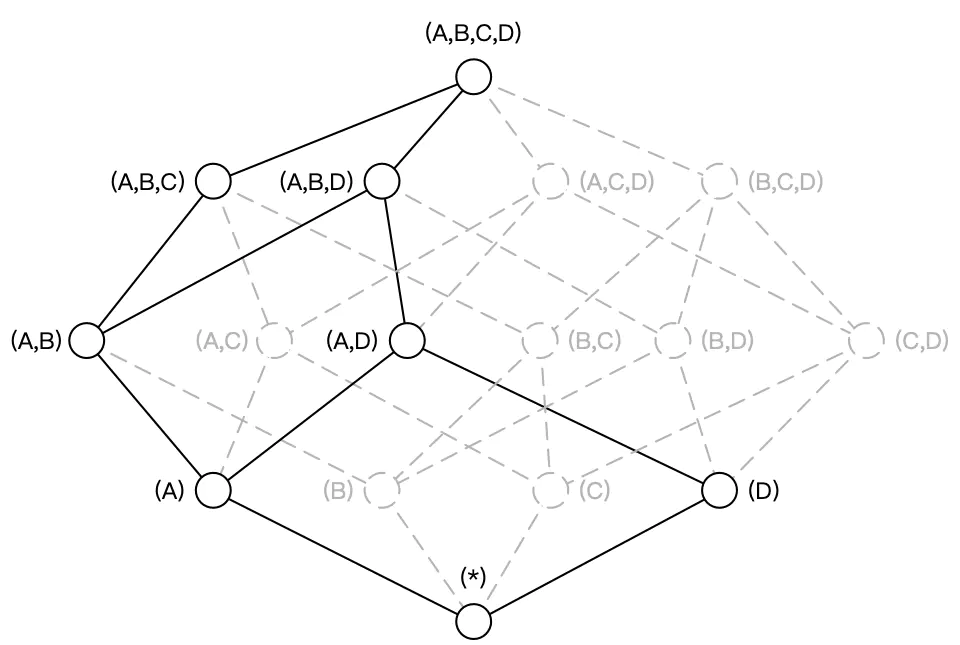 (A,B,C,D)
(A,B,C)
(A,B,D)
(A,C,D)
(B,C,D)
(A,B)
(A,C)
(A,D)
(B,C)
(B,D)
(C,D)
(A)
(B)
(C)
(D)
(*)